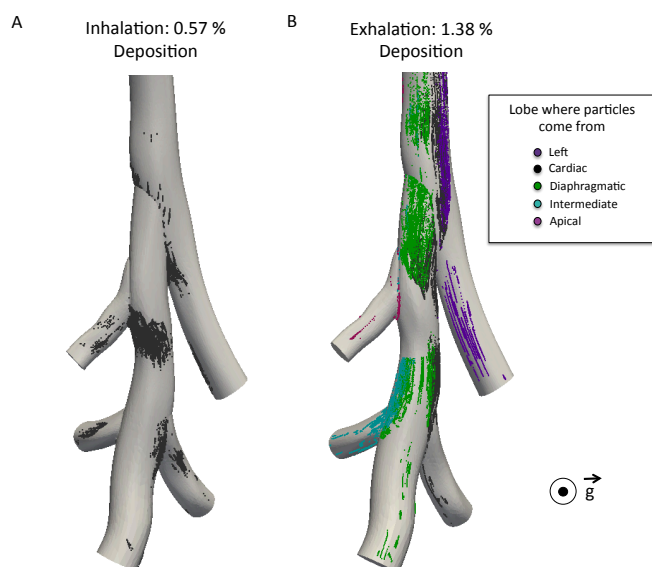 A
Inhalation: 0.57 %
Deposition
B
Exhalation: 1.38 %
Deposition
Lobe where particles
come from
Left
Cardiac
Diaphragmatic
Intermediate
Apical
g